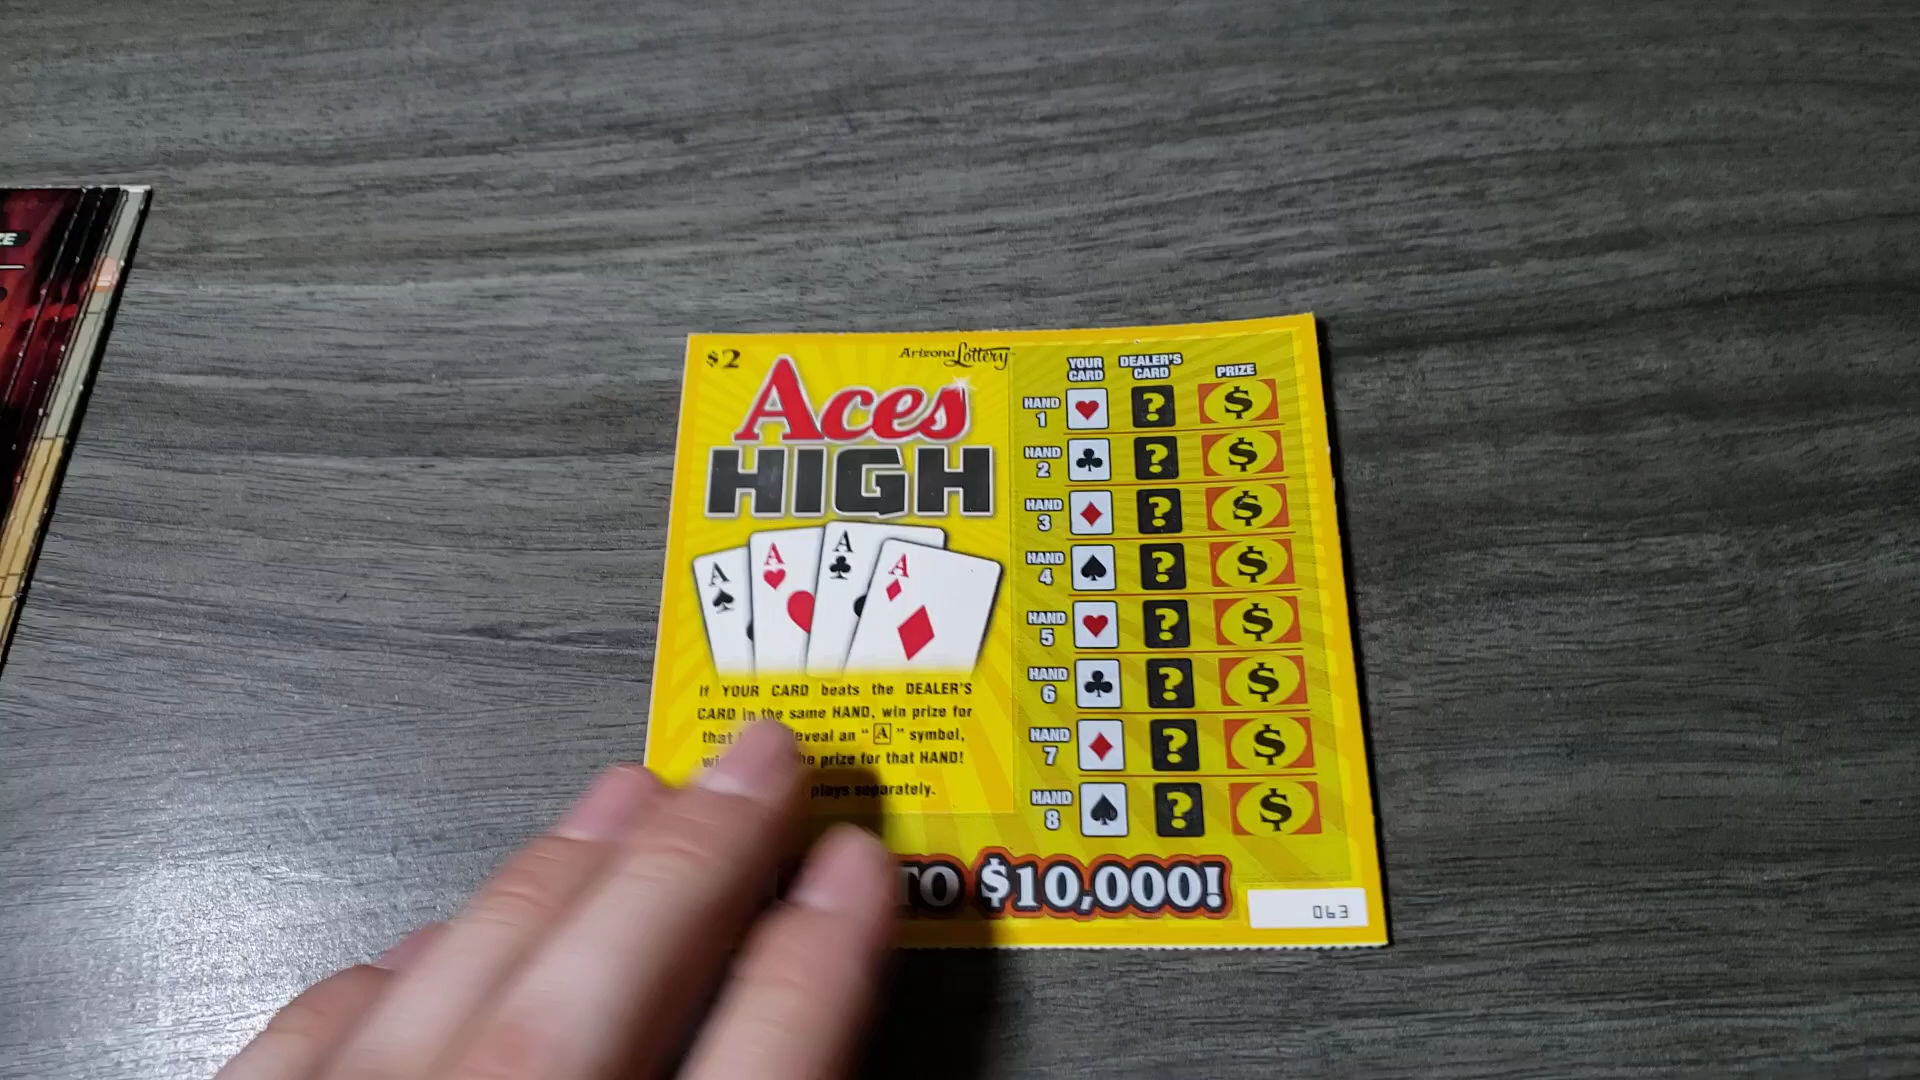 ZE
$2
Arizona Lottery
Aces
HIGH
A
A
A
A
If YOUR CARD beats the DEALER'S
CARD in the same HAND, win prize for
that eveal an " A " symbol,
he prize for that HAND!
plays separately.
YOUR CARD
DEALER'S CARD
PRIZE
HAND 1 ? $
HAND 2 ? $
HAND 3 ? $
HAND 4 ? $
HAND 5 ? $
HAND 6 ? $
HAND 7 ? $
HAND 8 ? $
TO $10,000!
063